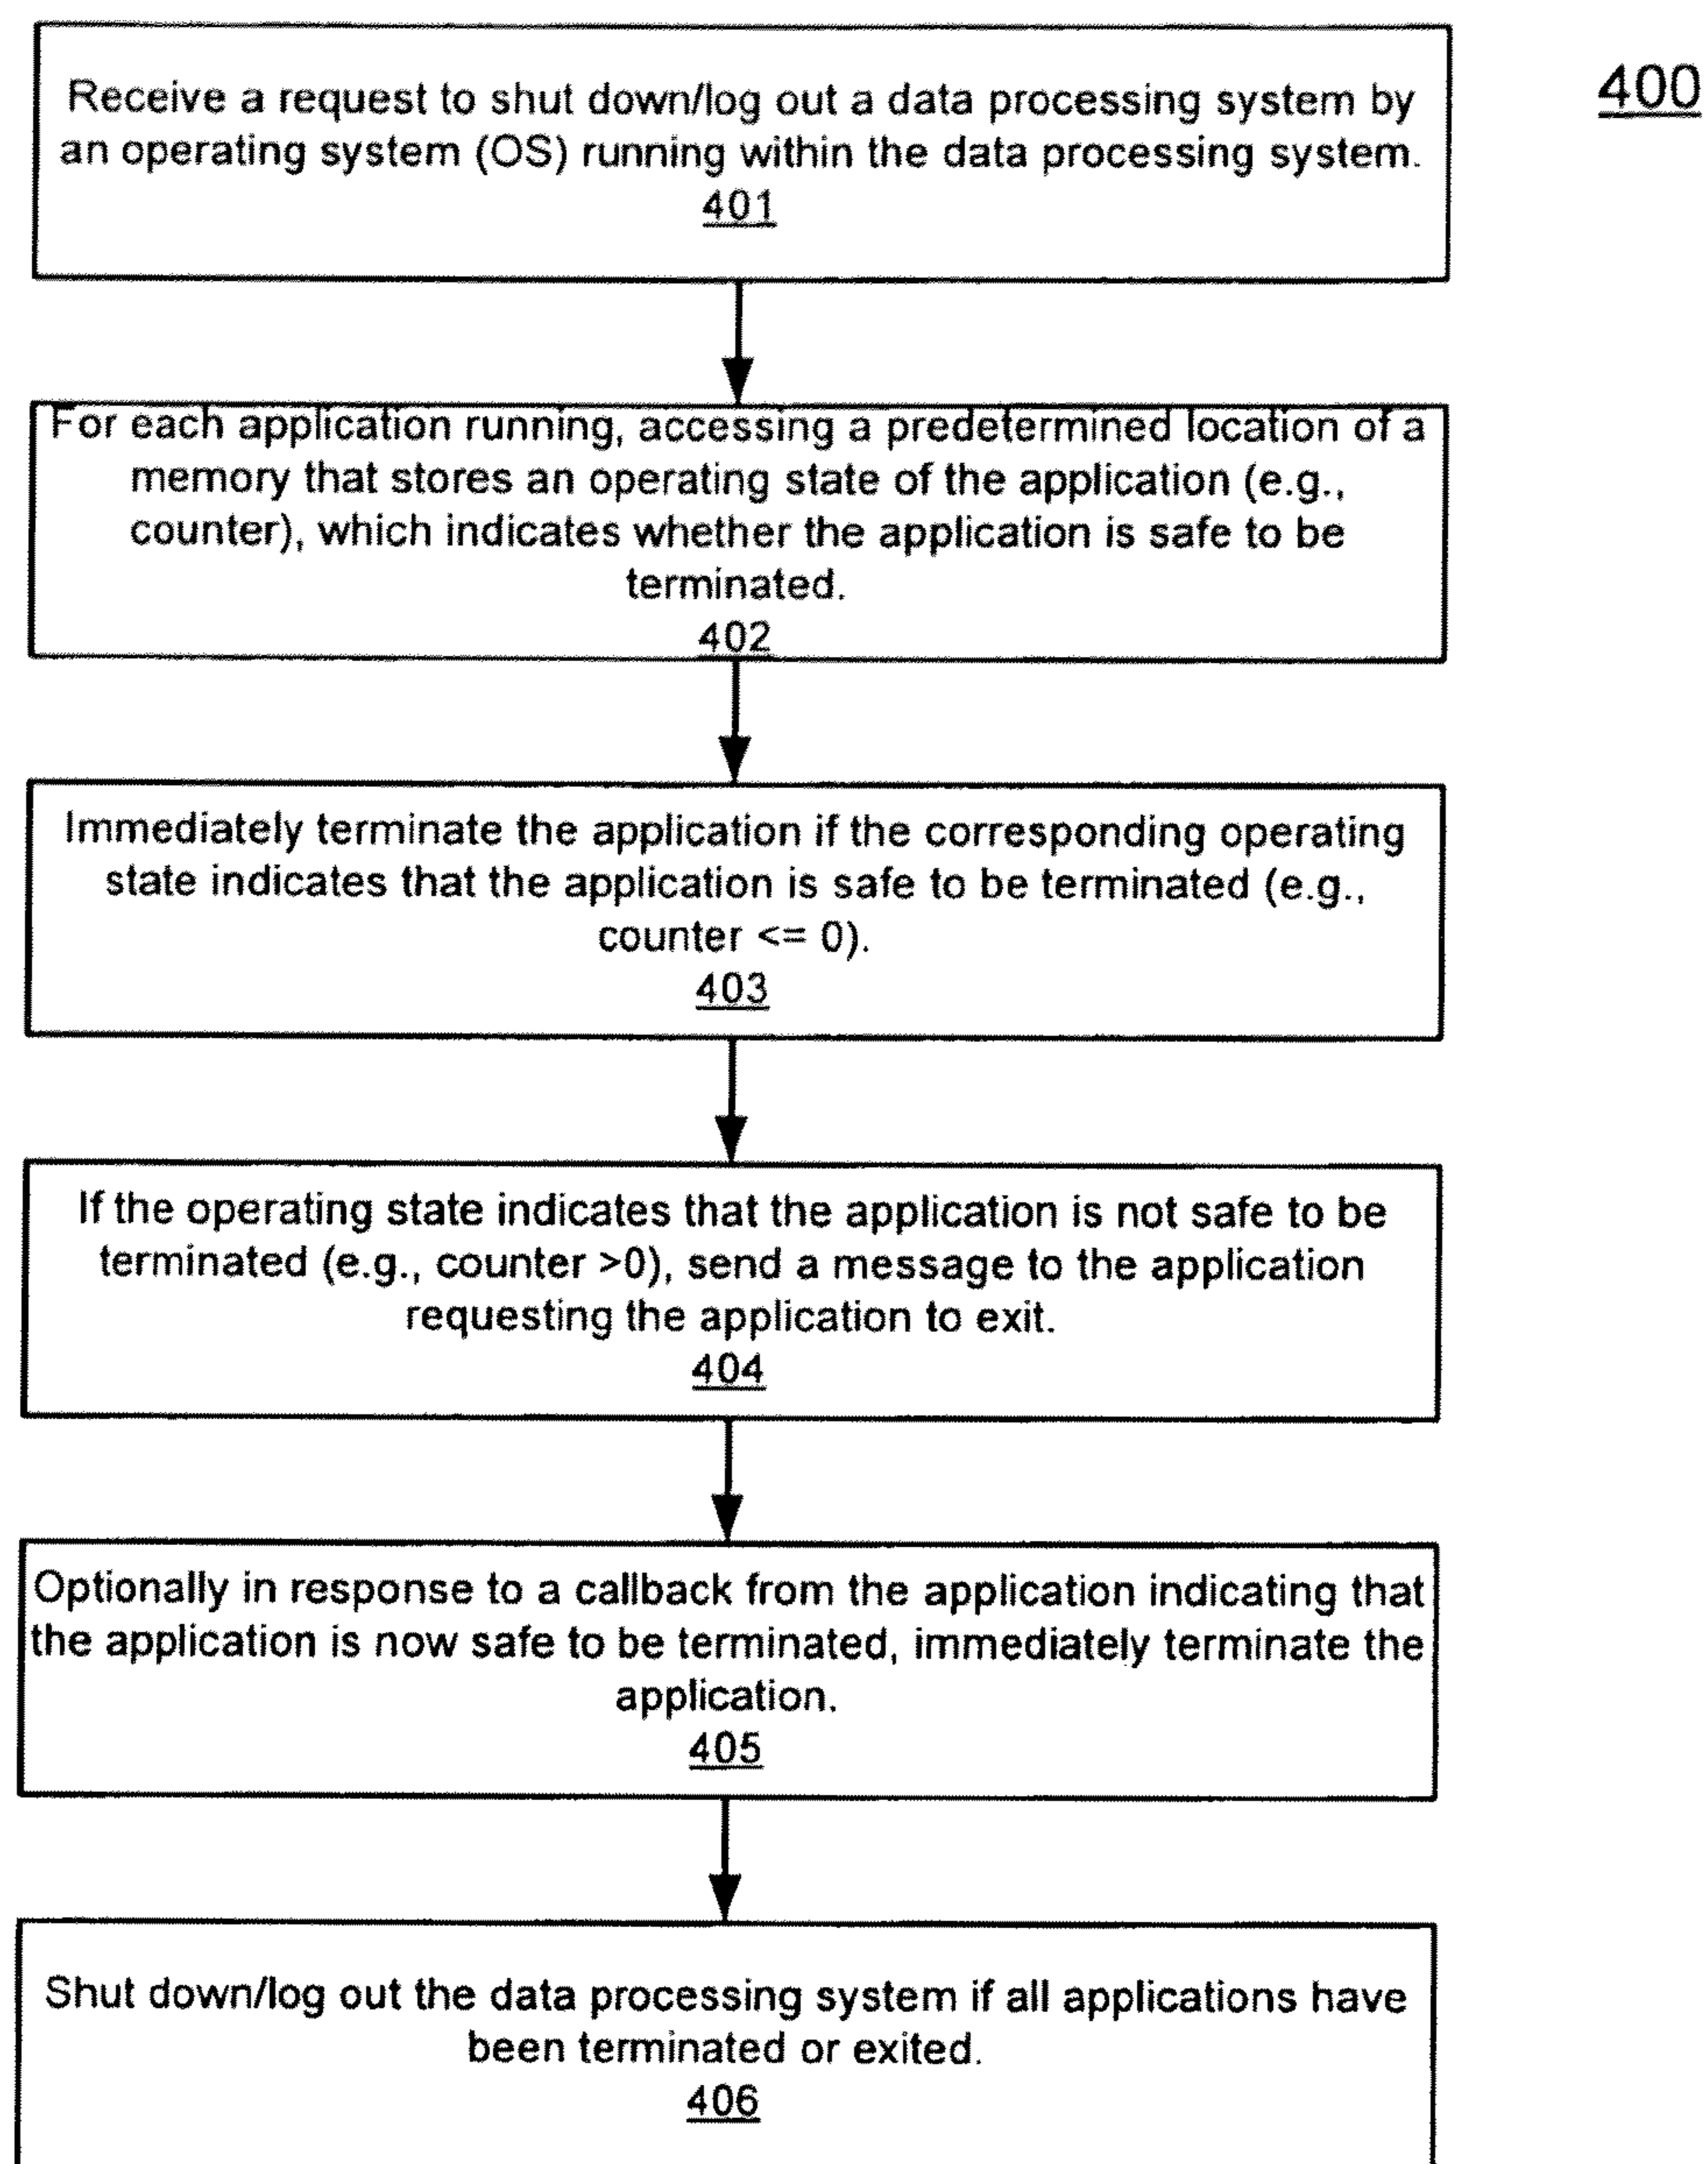 400
Receive a request to shut down/log out a data processing system by
an operating system (OS) running within the data processing system.
401
For each application running, accessing a predetermined location of a
memory that stores an operating state of the application (e.g.,
counter), which indicates whether the application is safe to be
terminated.
402
Immediately terminate the application if the corresponding operating
state indicates that the application is safe to be terminated (e.g.,
counter <= 0).
403
If the operating state indicates that the application is not safe to be
terminated (e.g., counter >0), send a message to the application
requesting the application to exit.
404
Optionally in response to a callback from the application indicating that
the application is now safe to be terminated, immediately terminate the
application.
405
Shut down/log out the data processing system if all applications have
been terminated or exited.
406